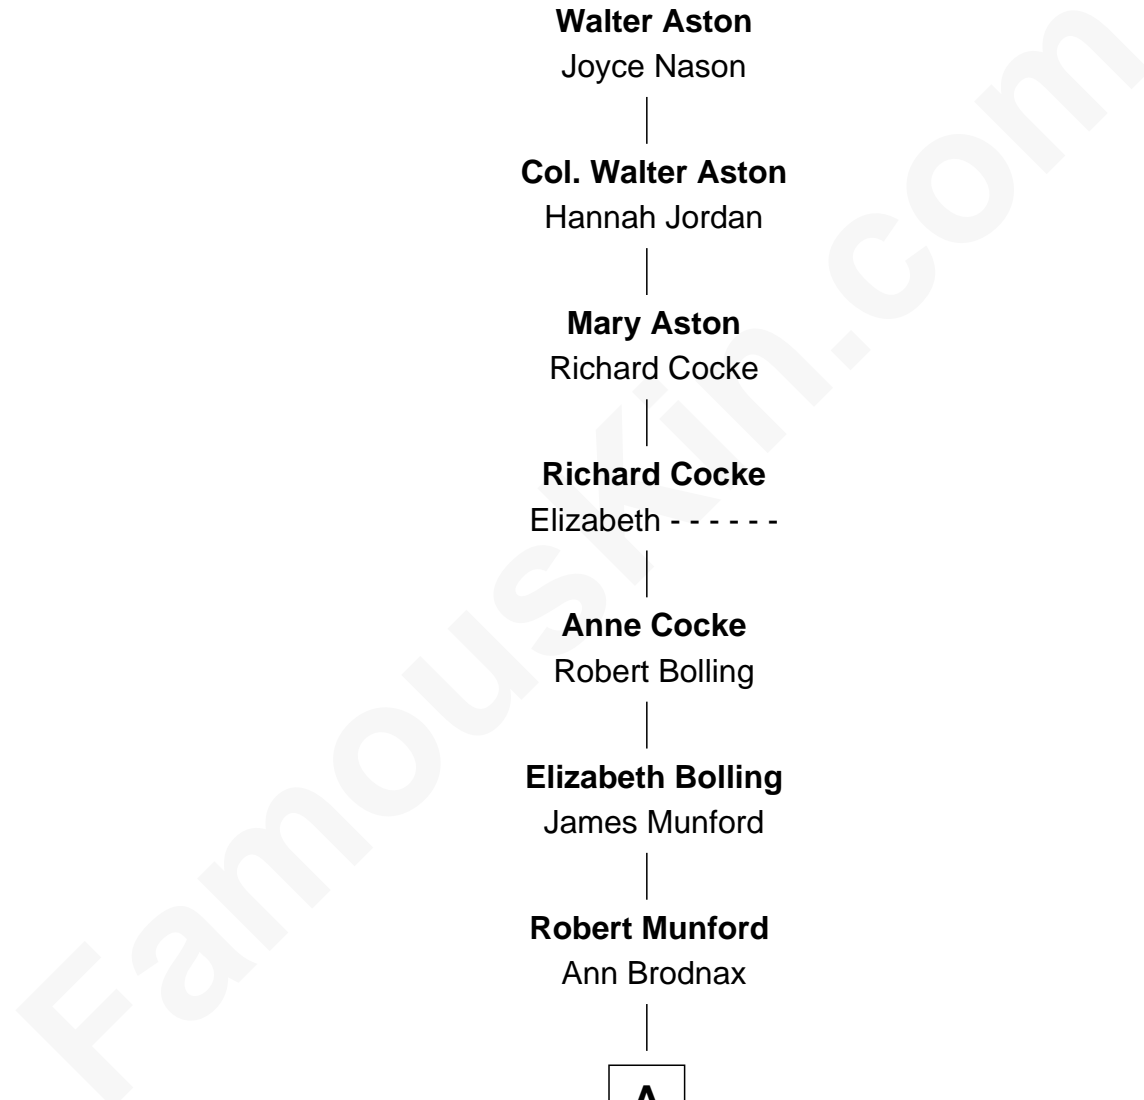 Walter Aston
Joyce Nason
Col. Walter Aston
Hannah Jordan
Mary Aston
Richard Cocke
Richard Cocke
Elizabeth - - - - - -
Anne Cocke
Robert Bolling
Elizabeth Bolling
James Munford
Robert Munford
Ann Brodnax
A
FamousKin.com